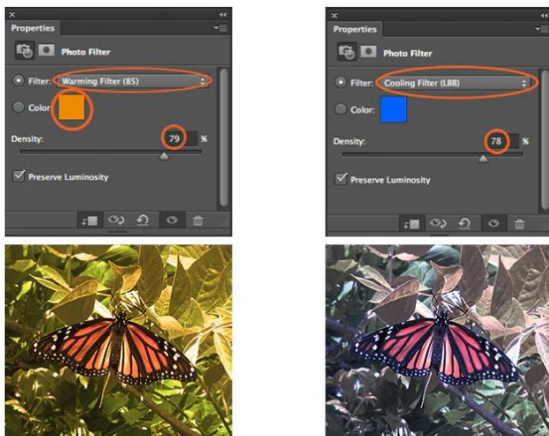 Properties
Photo Filter
Filter: Warming Filter (85)
Color
Density: 79 %
Preserve Luminosity
Properties
Photo Filter
Filter: Cooling Filter (LBB)
Color:
Density: 78 %
Preserve Luminosity